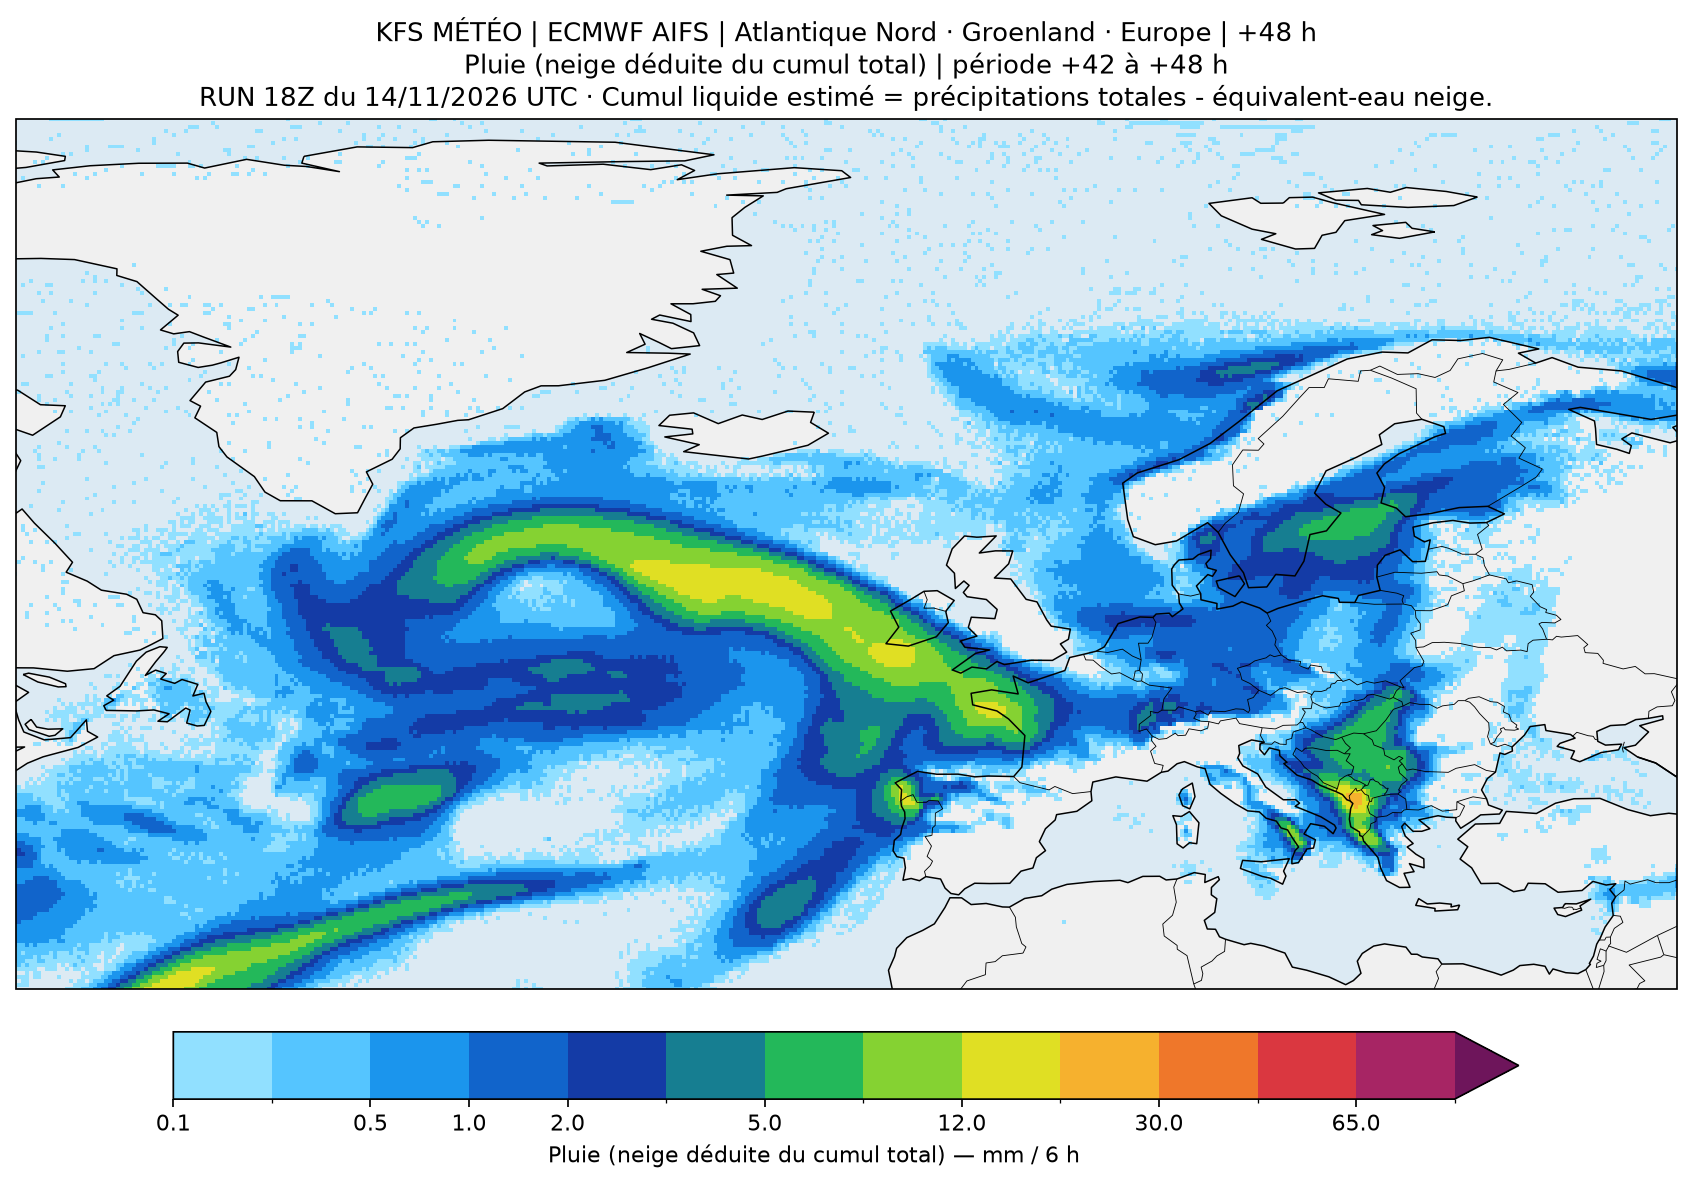 KFS MÉTÉO | ECMWF AIFS | Atlantique Nord · Groenland · Europe | +48 h
Pluie (neige déduite du cumul total) | période +42 à +48 h
RUN 18Z du 14/11/2026 UTC · Cumul liquide estimé = précipitations totales - équivalent-eau neige.
0.1 0.5 1.0 2.0 5.0 12.0 30.0 65.0
Pluie (neige déduite du cumul total) — mm / 6 h